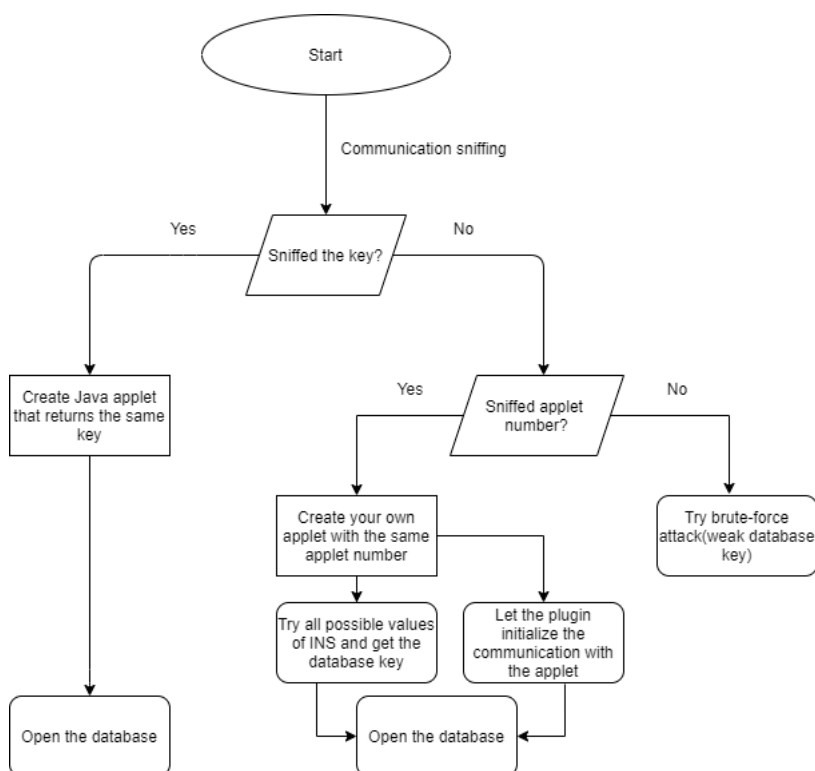 Start
Communication sniffing
Yes
No
Sniffed the key?
Create Java applet
that returns the same
key
Yes
No
Sniffed applet
number?
Create your own
applet with the same
applet number
Try brute-force
attack(weak database
key)
Try all possible values
of INS and get the
database key
Let the plugin
initialize the
communication with
the applet
Open the database
Open the database